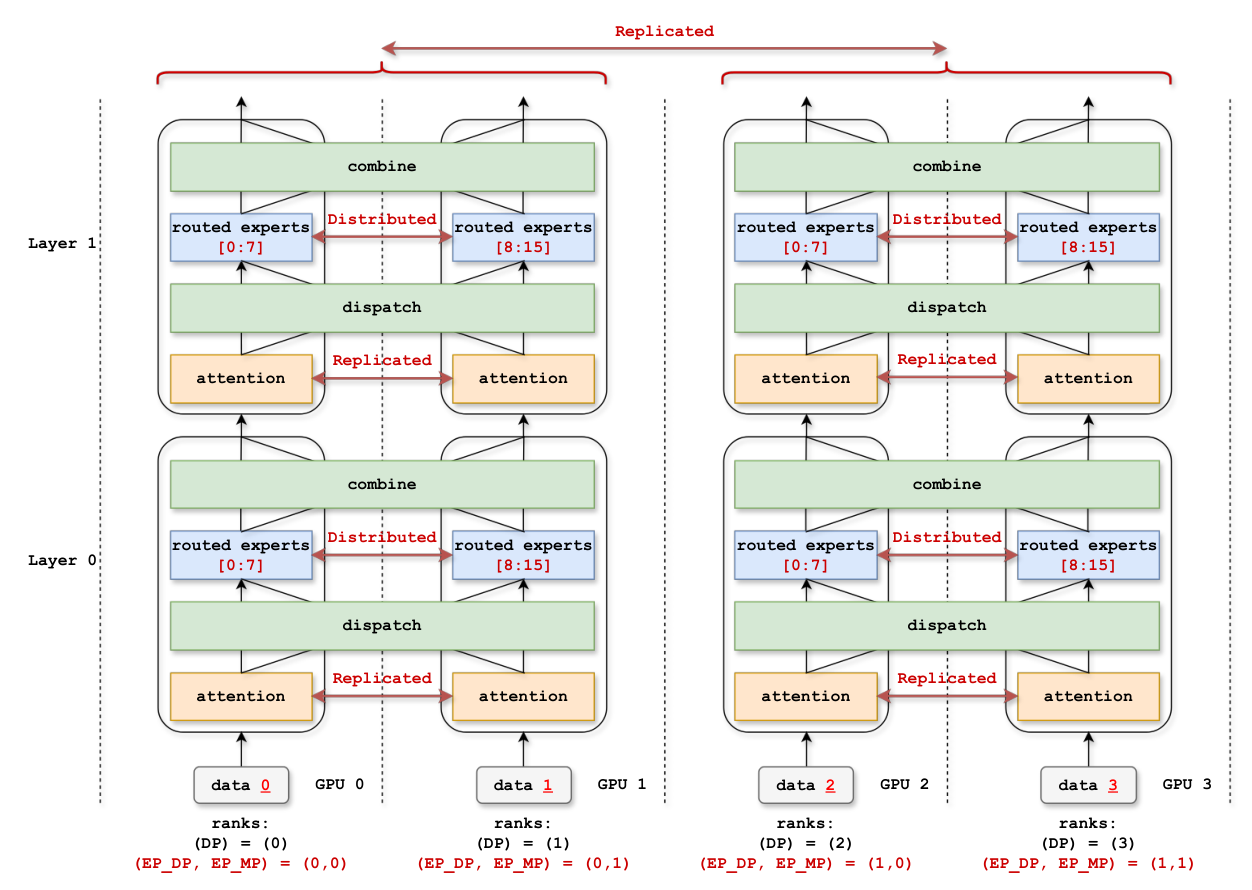 Replicated
combine
combine
routed experts
[0:7]
Distributed
routed experts
[8:15]
routed experts
[0:7]
Distributed
routed experts
[8:15]
Layer 1
dispatch
dispatch
attention
Replicated
attention
attention
Replicated
attention
combine
combine
routed experts
[0:7]
Distributed
routed experts
[8:15]
routed experts
[0:7]
Distributed
routed experts
[8:15]
Layer 0
dispatch
dispatch
attention
Replicated
attention
attention
Replicated
attention
data 0
GPU 0
data 1
GPU 1
data 2
GPU 2
data 3
GPU 3
ranks:
(DP) = (0)
(EP_DP, EP_MP) = (0,0)
ranks:
(DP) = (1)
(EP_DP, EP_MP) = (0,1)
ranks:
(DP) = (2)
(EP_DP, EP_MP) = (1,0)
ranks:
(DP) = (3)
(EP_DP, EP_MP) = (1,1)